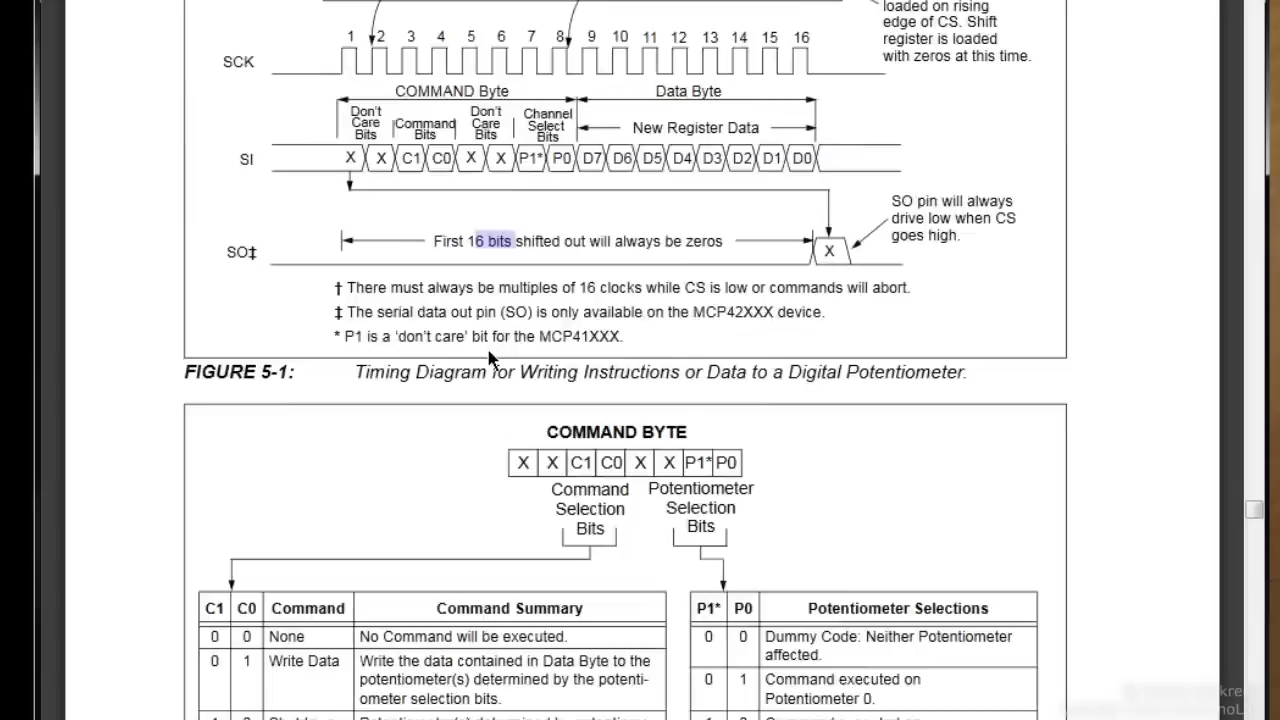 loaded on rising
edge of CS. Shift
register is loaded
with zeros at this time.
1 2 3 4 5 6 7 8 9 10 11 12 13 14 15 16
SCK
COMMAND Byte
Data Byte
Don't
Care
Bits
Command
Bits
Don't
Care
Bits
Channel
Select
Bits
New Register Data
SI
X X C1 C0 X X P1* P0 D7 D6 D5 D4 D3 D2 D1 D0
SO pin will always
drive low when CS
goes high.
First 16 bits shifted out will always be zeros
SO‡
X
† There must always be multiples of 16 clocks while CS is low or commands will abort.
‡ The serial data out pin (SO) is only available on the MCP42XXX device.
* P1 is a ‘don't care’ bit for the MCP41XXX.
FIGURE 5-1: Timing Diagram for Writing Instructions or Data to a Digital Potentiometer.
COMMAND BYTE
X X C1 C0 X X P1* P0
Command
Selection
Bits
Potentiometer
Selection
Bits
C1 C0 Command Command Summary
0 0 None No Command will be executed.
0 1 Write Data Write the data contained in Data Byte to the
potentiometer(s) determined by the potenti-
ometer selection bits.
P1* P0 Potentiometer Selections
0 0 Dummy Code: Neither Potentiometer
affected.
0 1 Command executed on
Potentiometer 0.